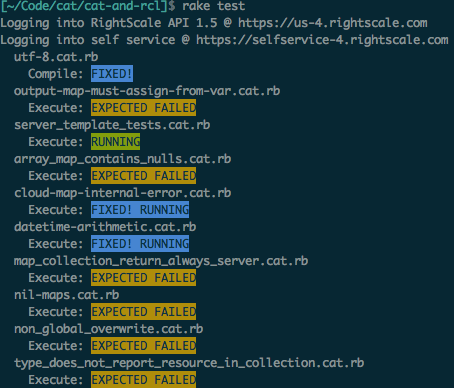 [~/Code/cat/cat-and-rcl]$ rake test
Logging into RightScale API 1.5 @ https://us-4.rightscale.com
Logging into self service @ https://selfservice-4.rightscale.com
utf-8.cat.rb
Compile: FIXED!
output-map-must-assign-from-var.cat.rb
Execute: EXPECTED FAILED
server_template_tests.cat.rb
Execute: RUNNING
array_map_contains_nulls.cat.rb
Execute: EXPECTED FAILED
cloud-map-internal-error.cat.rb
Execute: FIXED! RUNNING
datetime-arithmetic.cat.rb
Execute: FIXED! RUNNING
map_collection_return_always_server.cat.rb
Execute: EXPECTED FAILED
nil-maps.cat.rb
Execute: EXPECTED FAILED
non_global_overwrite.cat.rb
Execute: EXPECTED FAILED
type_does_not_report_resource_in_collection.cat.rb
Execute: EXPECTED FAILED